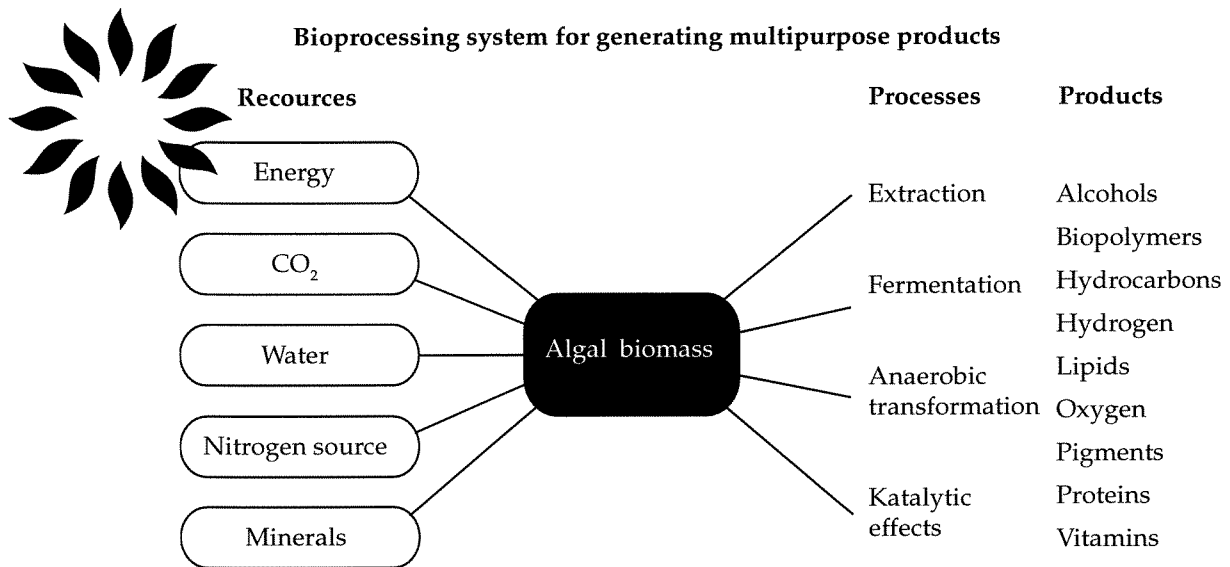 Bioprocessing system for generating multipurpose products
Recources
Energy
CO₂
Water
Nitrogen source
Minerals
Algal biomass
Processes
Extraction
Fermentation
Anaerobic
transformation
Katalytic
effects
Products
Alcohols
Biopolymers
Hydrocarbons
Hydrogen
Lipids
Oxygen
Pigments
Proteins
Vitamins